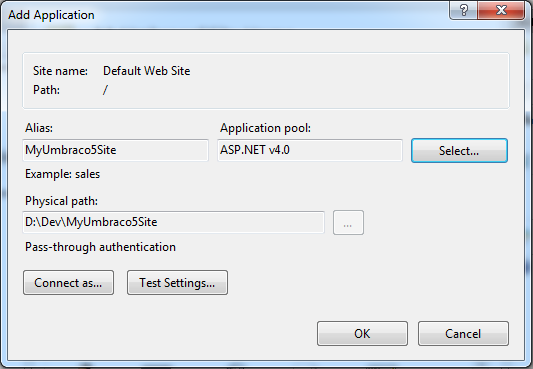 Add Application
?
Site name: Default Web Site
Path: /
Alias: Application pool:
MyUmbraco5Site ASP.NET v4.0 Select...
Example: sales
Physical path:
D:\Dev\MyUmbraco5Site ...
Pass-through authentication
Connect as... Test Settings...
OK Cancel